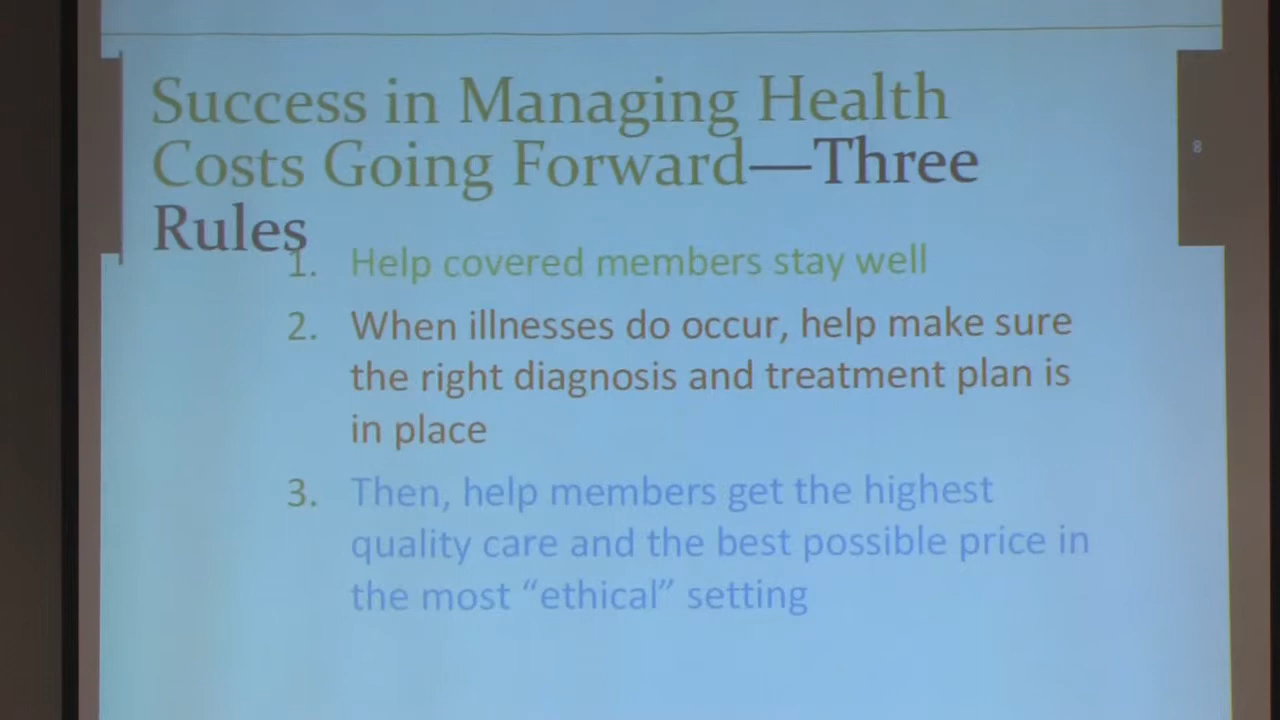 Success in Managing Health
Costs Going Forward—Three
Rules
8
1. Help covered members stay well
2. When illnesses do occur, help make sure
the right diagnosis and treatment plan is
in place
3. Then, help members get the highest
quality care and the best possible price in
the most “ethical” setting